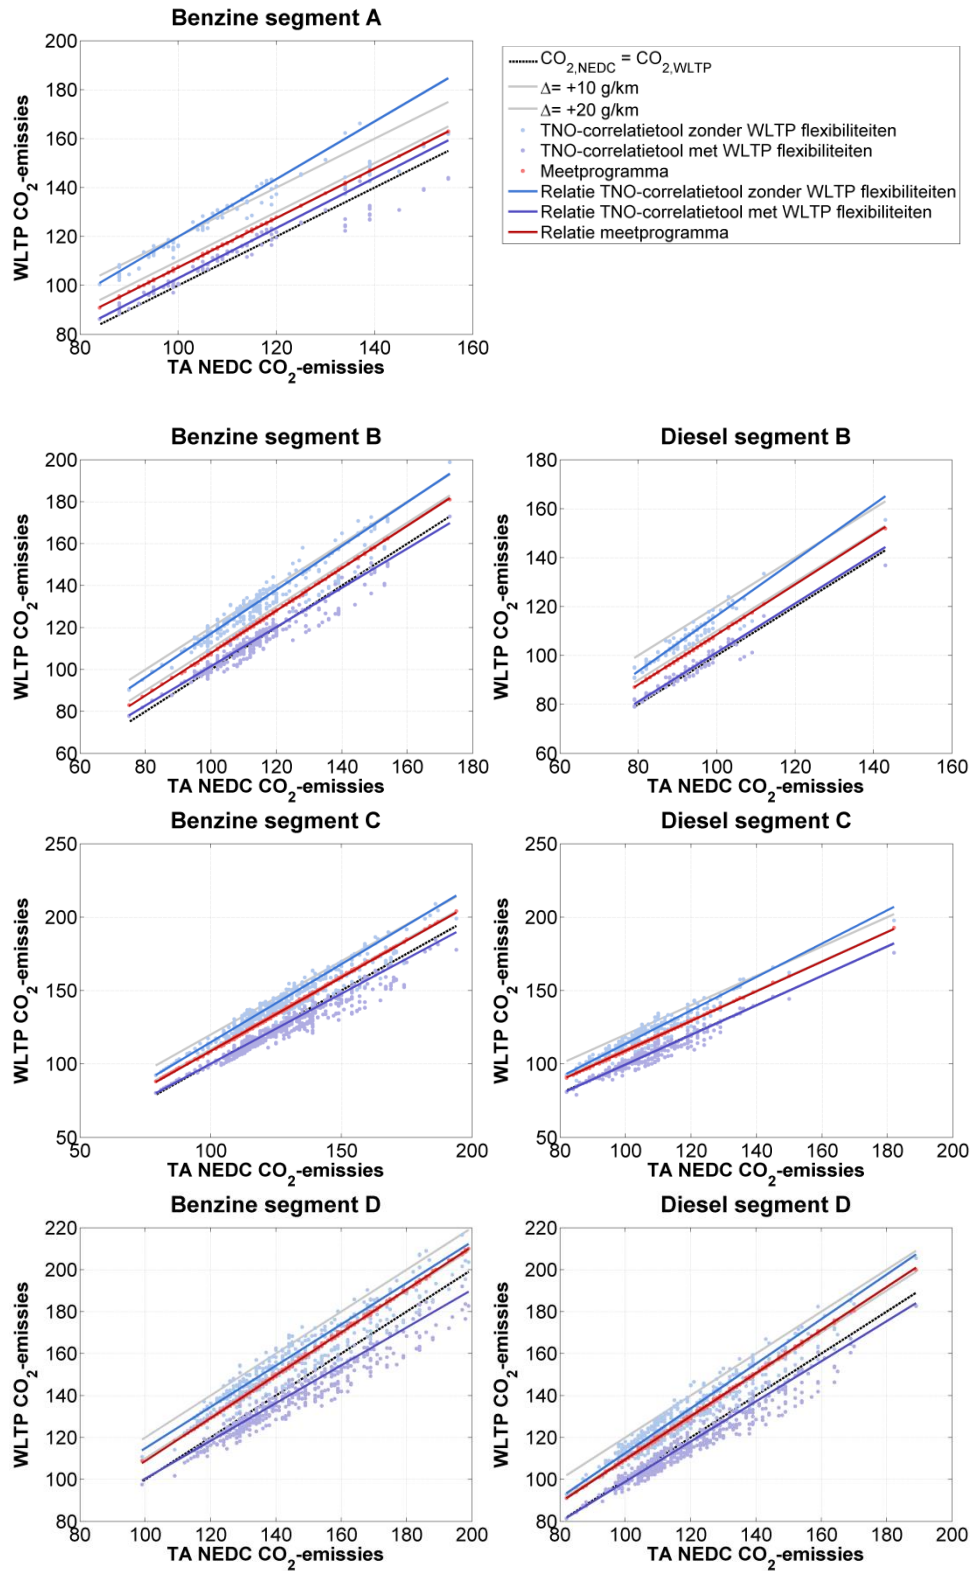 Benzine segment A
200
180
160
140
120
100
80
80 100 120 140 160
WLTP CO2-emissies
TA NEDC CO2-emissies
CO2,NEDC = CO2,WLTP
Δ= +10 g/km
Δ= +20 g/km
TNO-correlatietool zonder WLTP flexibiliteiten
TNO-correlatietool met WLTP flexibiliteiten
Meetprogramma
Relatie TNO-correlatietool zonder WLTP flexibiliteiten
Relatie TNO-correlatietool met WLTP flexibiliteiten
Relatie meetprogramma
Benzine segment B
200
180
160
140
120
100
80
60
60 80 100 120 140 160 180
WLTP CO2-emissies
TA NEDC CO2-emissies
Diesel segment B
180
160
140
120
100
80
60
60 80 100 120 140 160
WLTP CO2-emissies
TA NEDC CO2-emissies
Benzine segment C
250
200
150
100
50
50 100 150 200
WLTP CO2-emissies
TA NEDC CO2-emissies
Diesel segment C
250
200
150
100
50
80 100 120 140 160 180 200
WLTP CO2-emissies
TA NEDC CO2-emissies
Benzine segment D
220
200
180
160
140
120
100
80
80 100 120 140 160 180 200
WLTP CO2-emissies
TA NEDC CO2-emissies
Diesel segment D
220
200
180
160
140
120
100
80
80 100 120 140 160 180 200
WLTP CO2-emissies
TA NEDC CO2-emissies